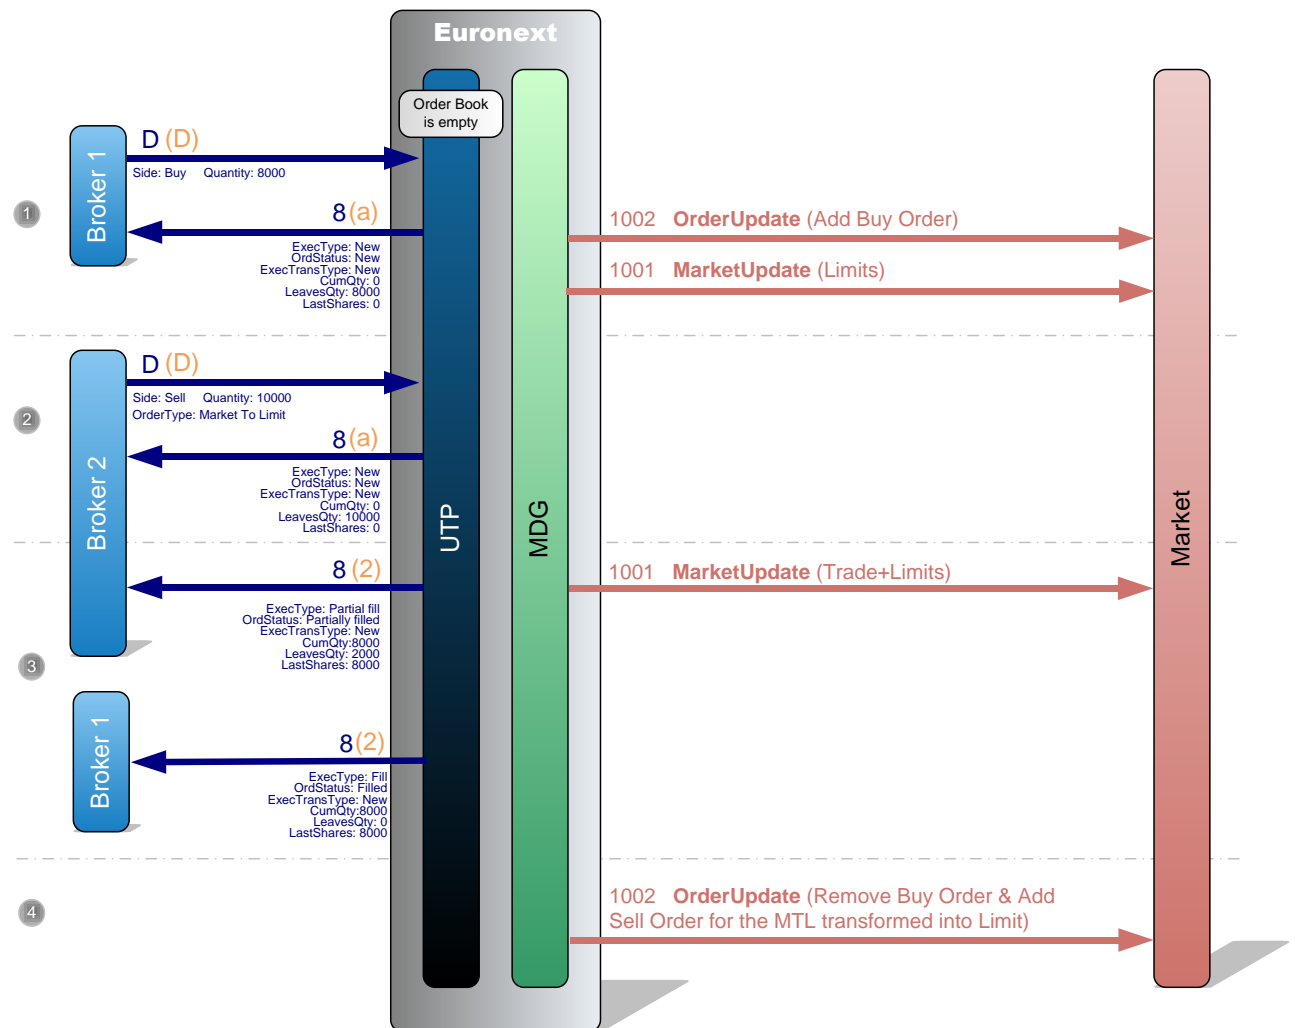 Euronext
Order Book
is empty
D (D)
Side: Buy Quantity: 8000
Broker 1
1
8(a)
ExecType: New
OrdStatus: New
ExecTransType: New
CumQty: 0
LeavesQty: 8000
LastShares: 0
1002 OrderUpdate (Add Buy Order)
1001 MarketUpdate (Limits)
D (D)
Side: Sell Quantity: 10000
OrderType: Market To Limit
2
8(a)
ExecType: New
OrdStatus: New
ExecTransType: New
CumQty: 0
LeavesQty: 10000
LastShares: 0
Broker 2
UTP
MDG
Market
8 (2)
1001 MarketUpdate (Trade+Limits)
ExecType: Partial fill
OrdStatus: Partially filled
ExecTransType: New
CumQty:8000
LeavesQty: 2000
LastShares: 8000
3
Broker 1
8(2)
ExecType: Fill
OrdStatus: Filled
ExecTransType: New
CumQty:8000
LeavesQty: 0
LastShares: 8000
4
1002 OrderUpdate (Remove Buy Order & Add
Sell Order for the MTL transformed into Limit)